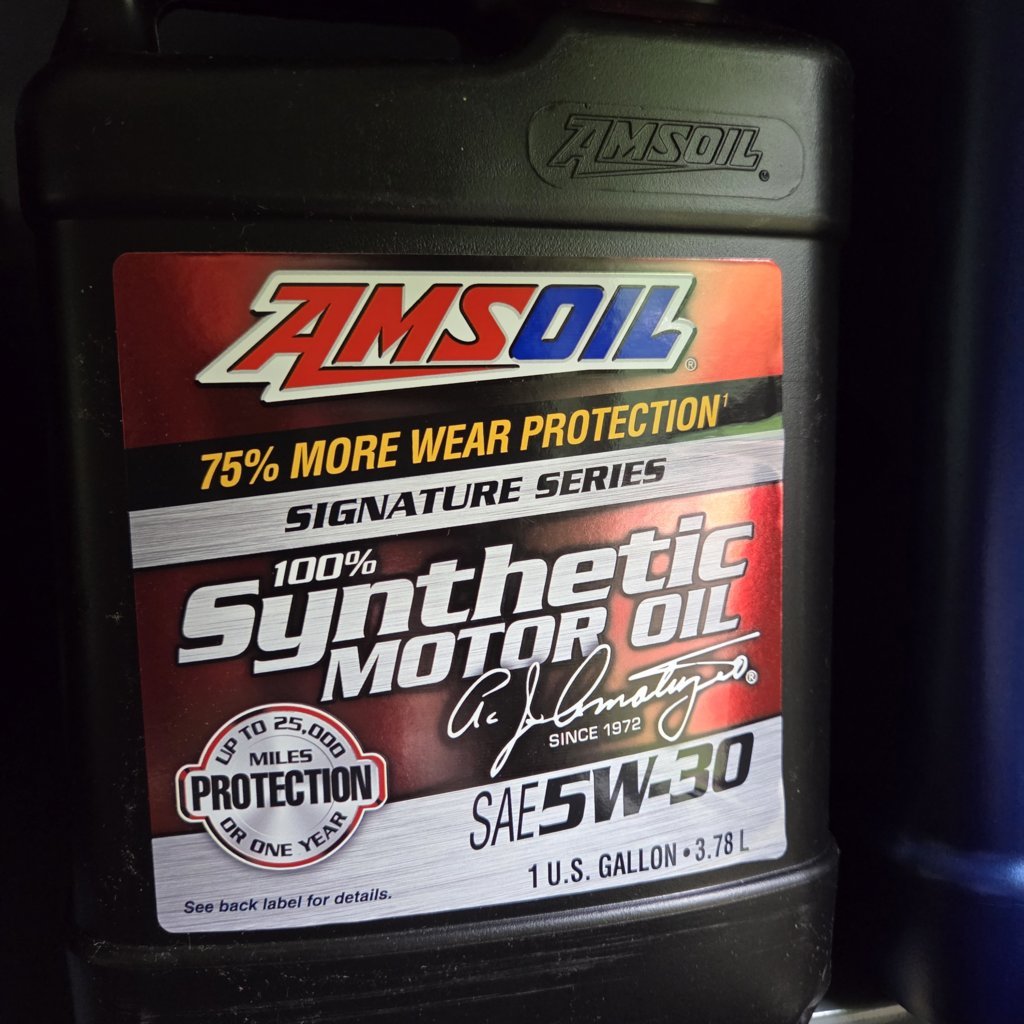 AMSOIL
AMSOIL®
75% MORE WEAR PROTECTION¹
SIGNATURE SERIES
100%
Synthetic
MOTOR OIL
A. J. Amatuzio®
SINCE 1972
UP TO 25,000
MILES
PROTECTION
OR ONE YEAR
SAE 5W-30
1 U.S. GALLON • 3.78 L
See back label for details.